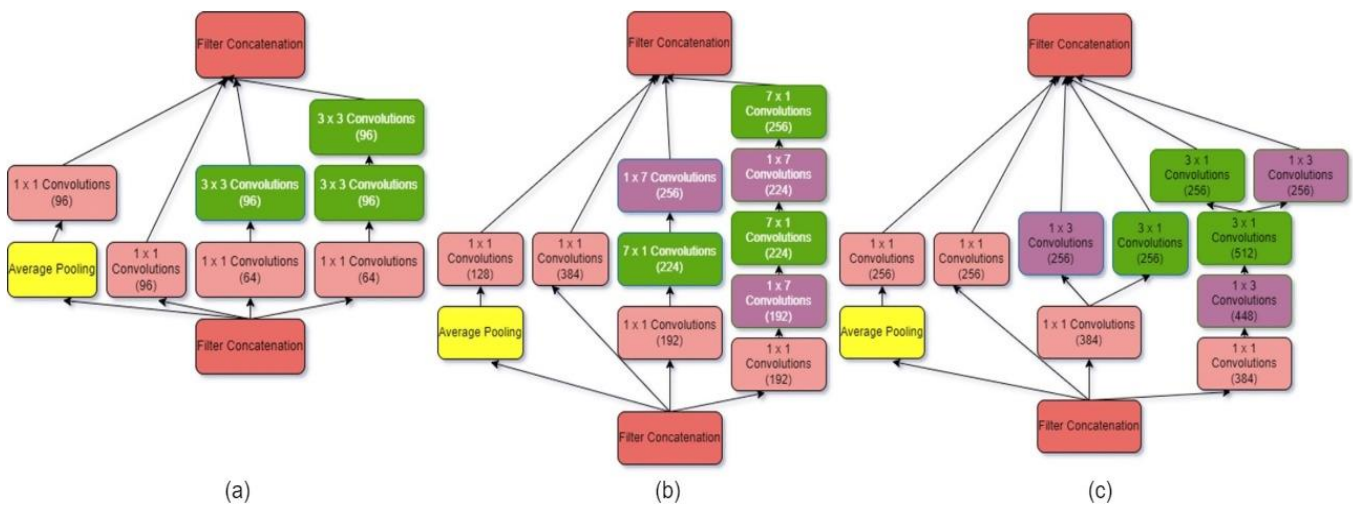 Filter Concatenation
3 x 3 Convolutions
(96)
1 x 1 Convolutions
(96)
3 x 3 Convolutions
(96)
3 x 3 Convolutions
(96)
Average Pooling
1 x 1
Convolutions
(96)
1 x 1 Convolutions
(64)
1 x 1 Convolutions
(64)
Filter Concatenation
(a)
Filter Concatenation
7 x 1
Convolutions
(256)
1 x 7
Convolutions
(224)
1 x 7 Convolutions
(256)
7 x 1
Convolutions
(224)
1 x 1
Convolutions
(128)
1 x 1
Convolutions
(384)
7 x 1 Convolutions
(224)
1 x 7
Convolutions
(192)
Average Pooling
1 x 1 Convolutions
(192)
1 x 1
Convolutions
(192)
Filter Concatenation
(b)
Filter Concatenation
3 x 1
Convolutions
(256)
1 x 3
Convolutions
(256)
1 x 1
Convolutions
(256)
1 x 1
Convolutions
(256)
1 x 3
Convolutions
(256)
3 x 1
Convolutions
(256)
3 x 1
Convolutions
(512)
1 x 3
Convolutions
(448)
Average Pooling
1 x 1 Convolutions
(384)
1 x 1
Convolutions
(384)
Filter Concatenation
(c)